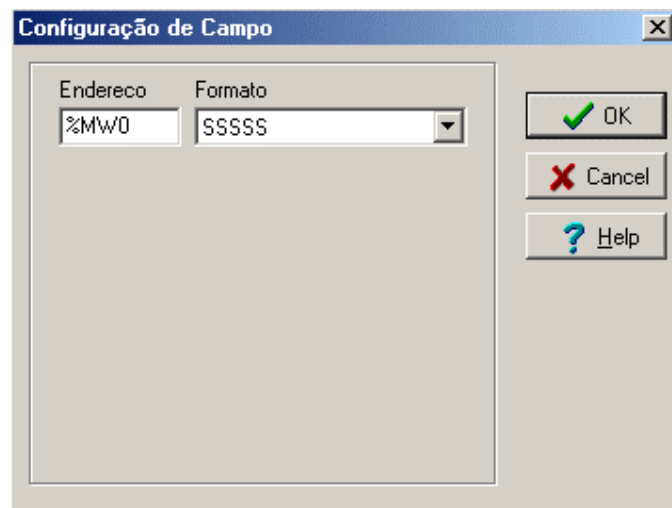 Configuração de Campo
Endereco Formato
%MW0 SSSSS
OK
Cancel
Help